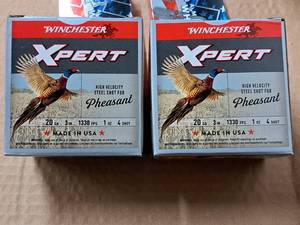 WINCHESTER
XPERT
HIGH VELOCITY
STEEL SHOT FOR
Pheasant
20 GA 3 IN 1330 FPS 1 OZ 4 SHOT
★ MADE IN USA ★
WINCHESTER
XPERT
HIGH VELOCITY
STEEL SHOT FOR
Pheasant
20 GA 3 IN 1330 FPS 1 OZ 4 SHOT
★ MADE IN USA ★